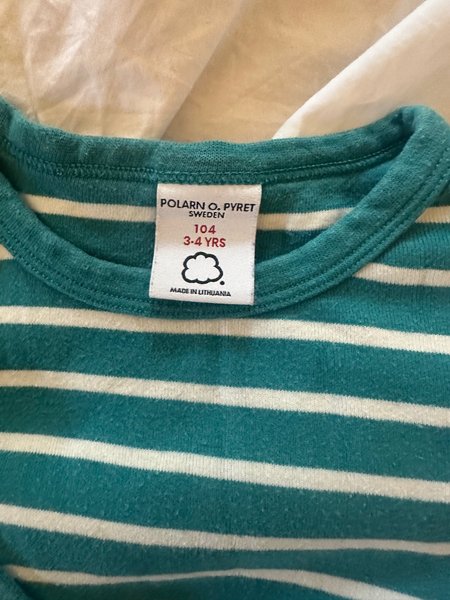 POLARN O. PYRET
SWEDEN
104
3-4 YRS
MADE IN LITHUANIA